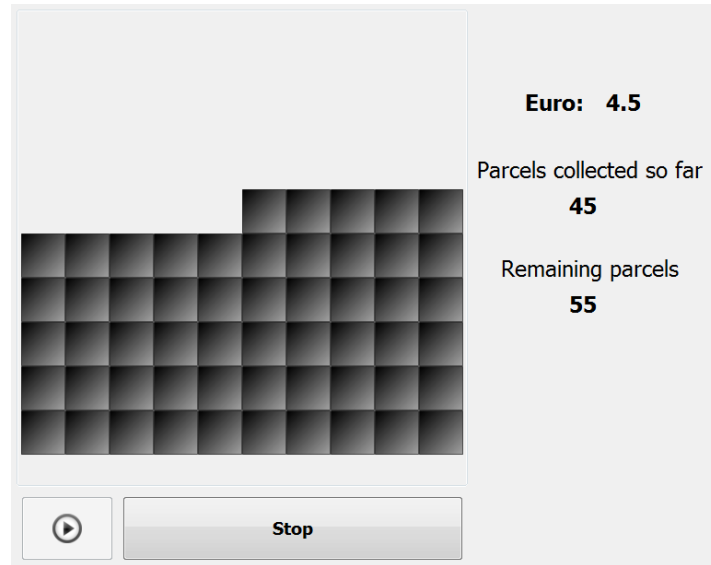 Euro: 4.5
Parcels collected so far
45
Remaining parcels
55
Stop